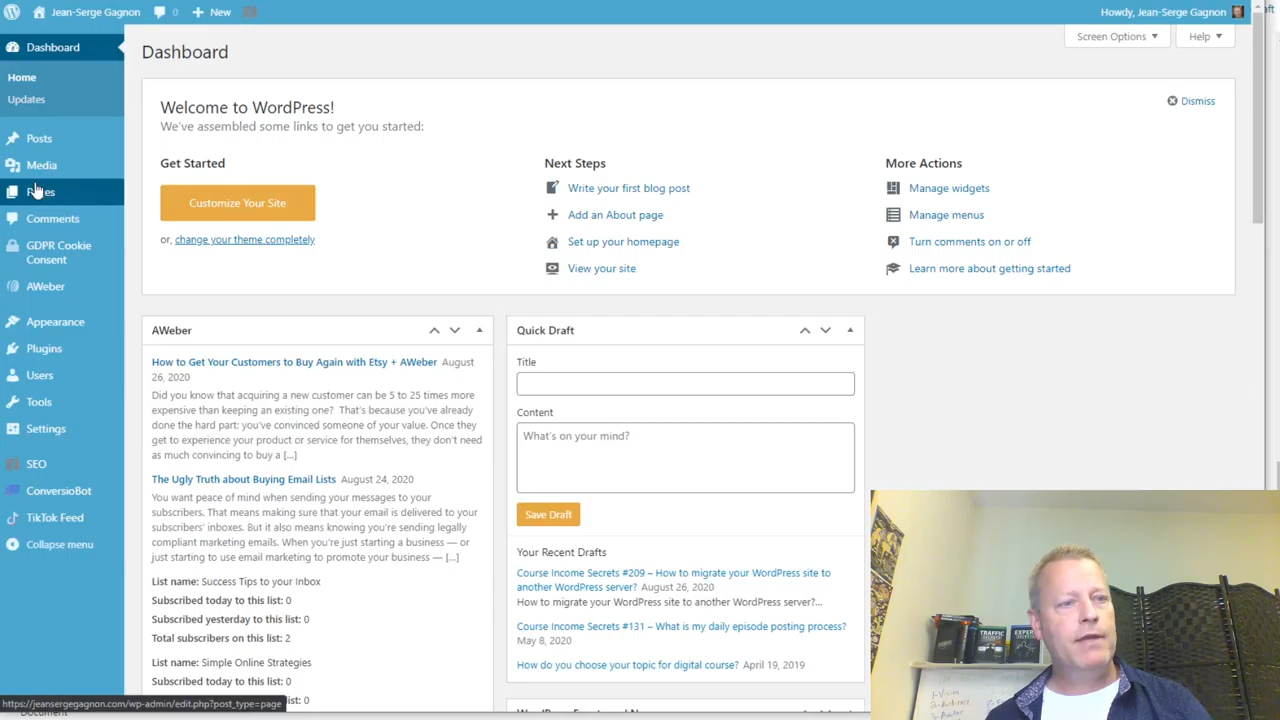 Jean-Serge Gagnon 0 + New Howdy, Jean-Serge Gagnon
Dashboard
Home
Updates
Posts
Media
Comments
GDPR Cookie
Consent
AWeber
Appearance
Plugins
Users
Tools
Settings
SEO
ConversioBot
TikTok Feed
Collapse menu
Screen Options Help
Dashboard
Welcome to WordPress!
We've assembled some links to get you started:
Dismiss
Get Started
Customize Your Site
or, change your theme completely
Next Steps
Write your first blog post
Add an About page
Set up your homepage
View your site
More Actions
Manage widgets
Manage menus
Turn comments on or off
Learn more about getting started
AWeber
How to Get Your Customers to Buy Again with Etsy + AWeber August
26, 2020
Did you know that acquiring a new customer can be 5 to 25 times more
expensive than keeping an existing one? That's because you've already
done the hard part: you've convinced someone of your value. Once they
get to experience your product or service for themselves, they don't need
as much convincing to buy a [...]
The Ugly Truth about Buying Email Lists August 24, 2020
You want peace of mind when sending your messages to your
subscribers. That means making sure that your email is delivered to your
subscribers' inboxes. But it also means knowing you're sending legally
compliant marketing emails. When you're just starting a business — or
just starting to use email marketing to promote your business — [...]
List name: Success Tips to your Inbox
Subscribed today to this list: 0
Subscribed yesterday to this list: 0
Total subscribers on this list: 2
List name: Simple Online Strategies
Quick Draft
Title
Content
What's on your mind?
Save Draft
Your Recent Drafts
Course Income Secrets #209 – How to migrate your WordPress site to
another WordPress server? August 26, 2020
How to migrate your WordPress site to another WordPress server?...
Course Income Secrets #131 – What is my daily episode posting process?
May 8, 2020
How do you choose your topic for digital course? April 19, 2019
https://jeansergegagnon.com/wp-admin/edit.php?post_type=page
TRAFFIC
SECRETS
EXPERT
SECRETS